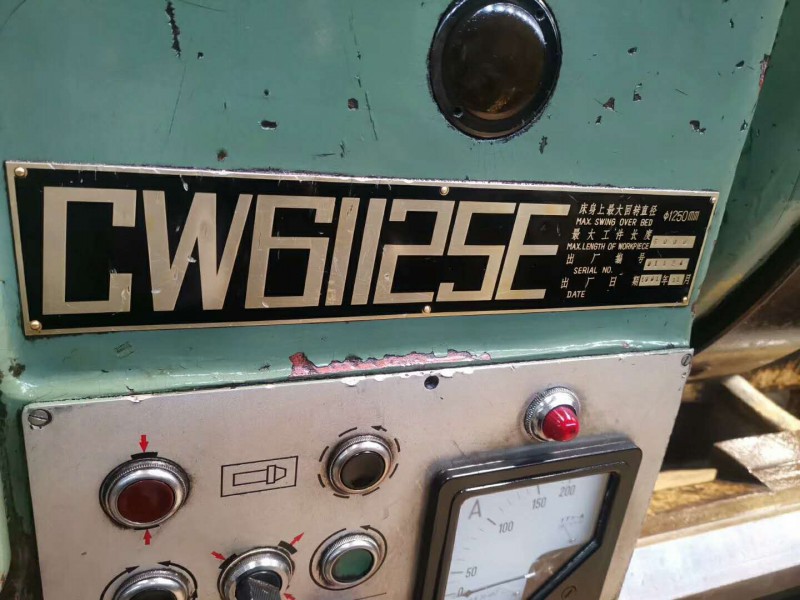 CW61125E
床身上最大回转直径 φ1250mm
MAX. SWING OVER BED
最大工件长度
MAX.LENGTH OF WORKPIECE
出厂编号
SERIAL NO.
出厂日期 年 月
DATE
A
50
100
150
200
0